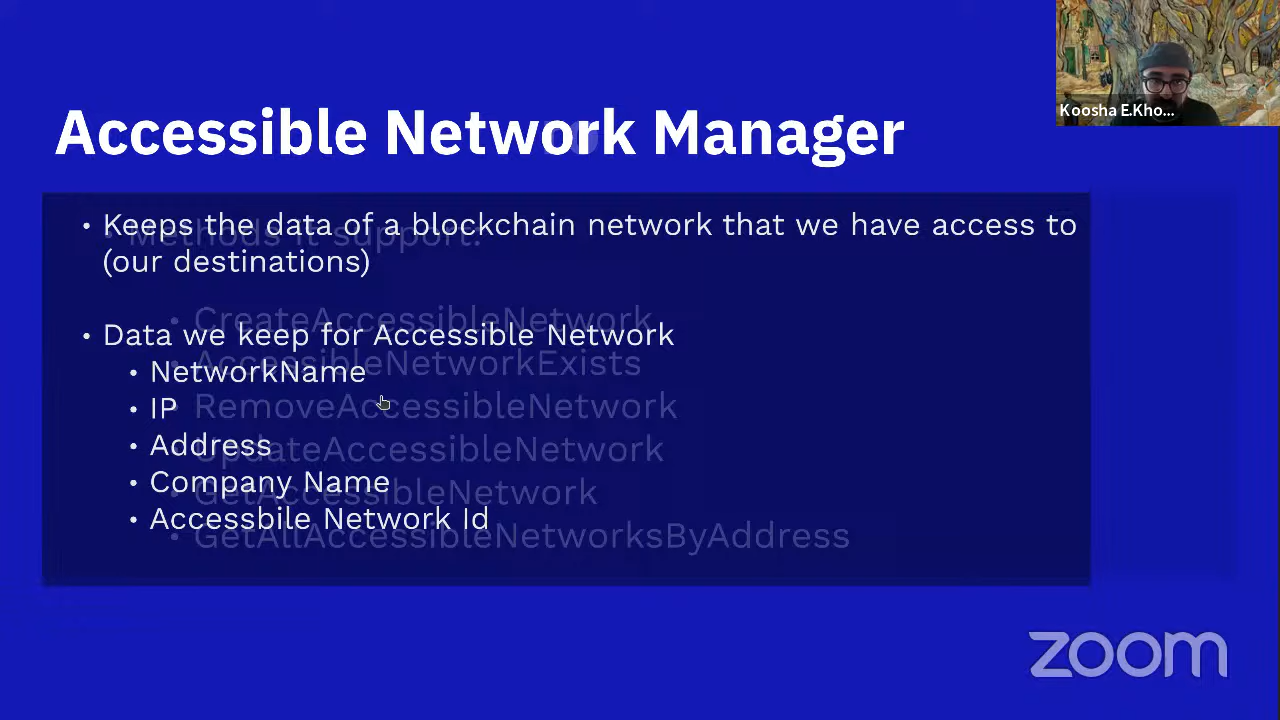 Koosha E.Kho...
Accessible Network Manager
• Keeps the data of a blockchain network that we have access to
(our destinations)
• Data we keep for Accessible Network
• NetworkName
• IP
• Address
• Company Name
• Accessbile Network Id
• Methods it support:
• CreateAccessibleNetwork
• AccessibleNetworkExists
• RemoveAccessibleNetwork
• UpdateAccessibleNetwork
• GetAccessibleNetwork
• GetAllAccessibleNetworksByAddress
zoom